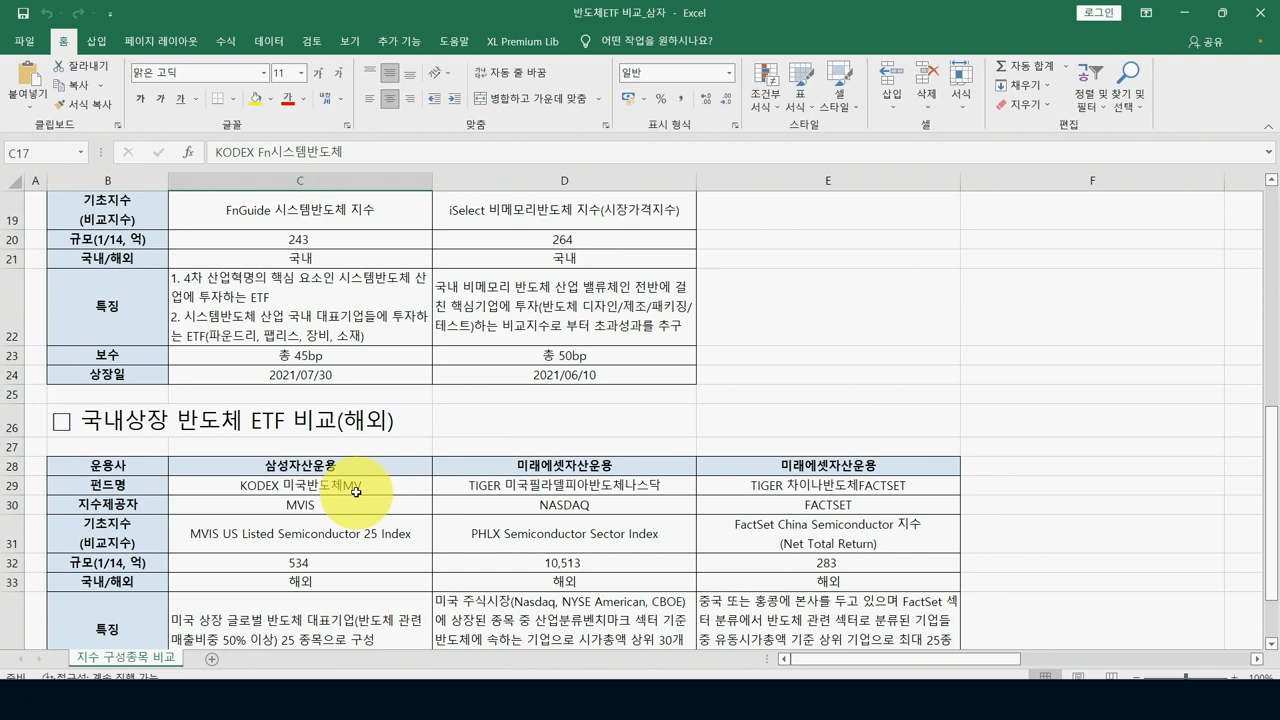 반도체ETF 비교_삼자 - Excel
로그인
파일 홈 삽입 페이지 레이아웃 수식 데이터 검토 보기 추가 기능 도움말 XL Premium Lib 어떤 작업을 원하시나요? 공유
붙여넣기
잘라내기
복사
서식 복사
클립보드
맑은 고딕 11
가 가 가
글꼴
자동 줄 바꿈
병합하고 가운데 맞춤
맞춤
일반
%
표시 형식
조건부 서식
표 서식
셀 스타일
스타일
삽입 삭제 서식
셀
자동 합계
채우기
지우기
정렬 및 필터
찾기 및 선택
편집
C17 fx KODEX Fn시스템반도체
A B C D E F
19 기초지수 (비교지수) FnGuide 시스템반도체 지수 iSelect 비메모리반도체 지수(시장가격지수)
20 규모(1/14, 억) 243 264
21 국내/해외 국내 국내
22 특징
1. 4차 산업혁명의 핵심 요소인 시스템반도체 산
업에 투자하는 ETF
2. 시스템반도체 산업 국내 대표기업들에 투자하
는 ETF(파운드리, 팹리스, 장비, 소재)
국내 비메모리 반도체 산업 밸류체인 전반에 걸
친 핵심기업에 투자(반도체 디자인/제조/패키징/
테스트)하는 비교지수로 부터 초과성과를 추구
23 보수 총 45bp 총 50bp
24 상장일 2021/07/30 2021/06/10
25
26 □ 국내상장 반도체 ETF 비교(해외)
27
28 운용사 삼성자산운용 미래에셋자산운용 미래에셋자산운용
29 펀드명 KODEX 미국반도체MV TIGER 미국필라델피아반도체나스닥 TIGER 차이나반도체FACTSET
30 지수제공자 MVIS NASDAQ FACTSET
31 기초지수 (비교지수) MVIS US Listed Semiconductor 25 Index PHLX Semiconductor Sector Index FactSet China Semiconductor 지수 (Net Total Return)
32 규모(1/14, 억) 534 10,513 283
33 국내/해외 해외 해외 해외
특징
미국 상장 글로벌 반도체 대표기업(반도체 관련
매출비중 50% 이상) 25 종목으로 구성
미국 주식시장(Nasdaq, NYSE American, CBOE)
에 상장된 종목 중 산업분류벤치마크 섹터 기준
반도체에 속하는 기업으로 시가총액 상위 30개
중국 또는 홍콩에 본사를 두고 있으며 FactSet 섹
터 분류에서 반도체 관련 섹터로 분류된 기업들
중 유동시가총액 기준 상위 기업으로 최대 25종
지수 구성종목 비교
100%